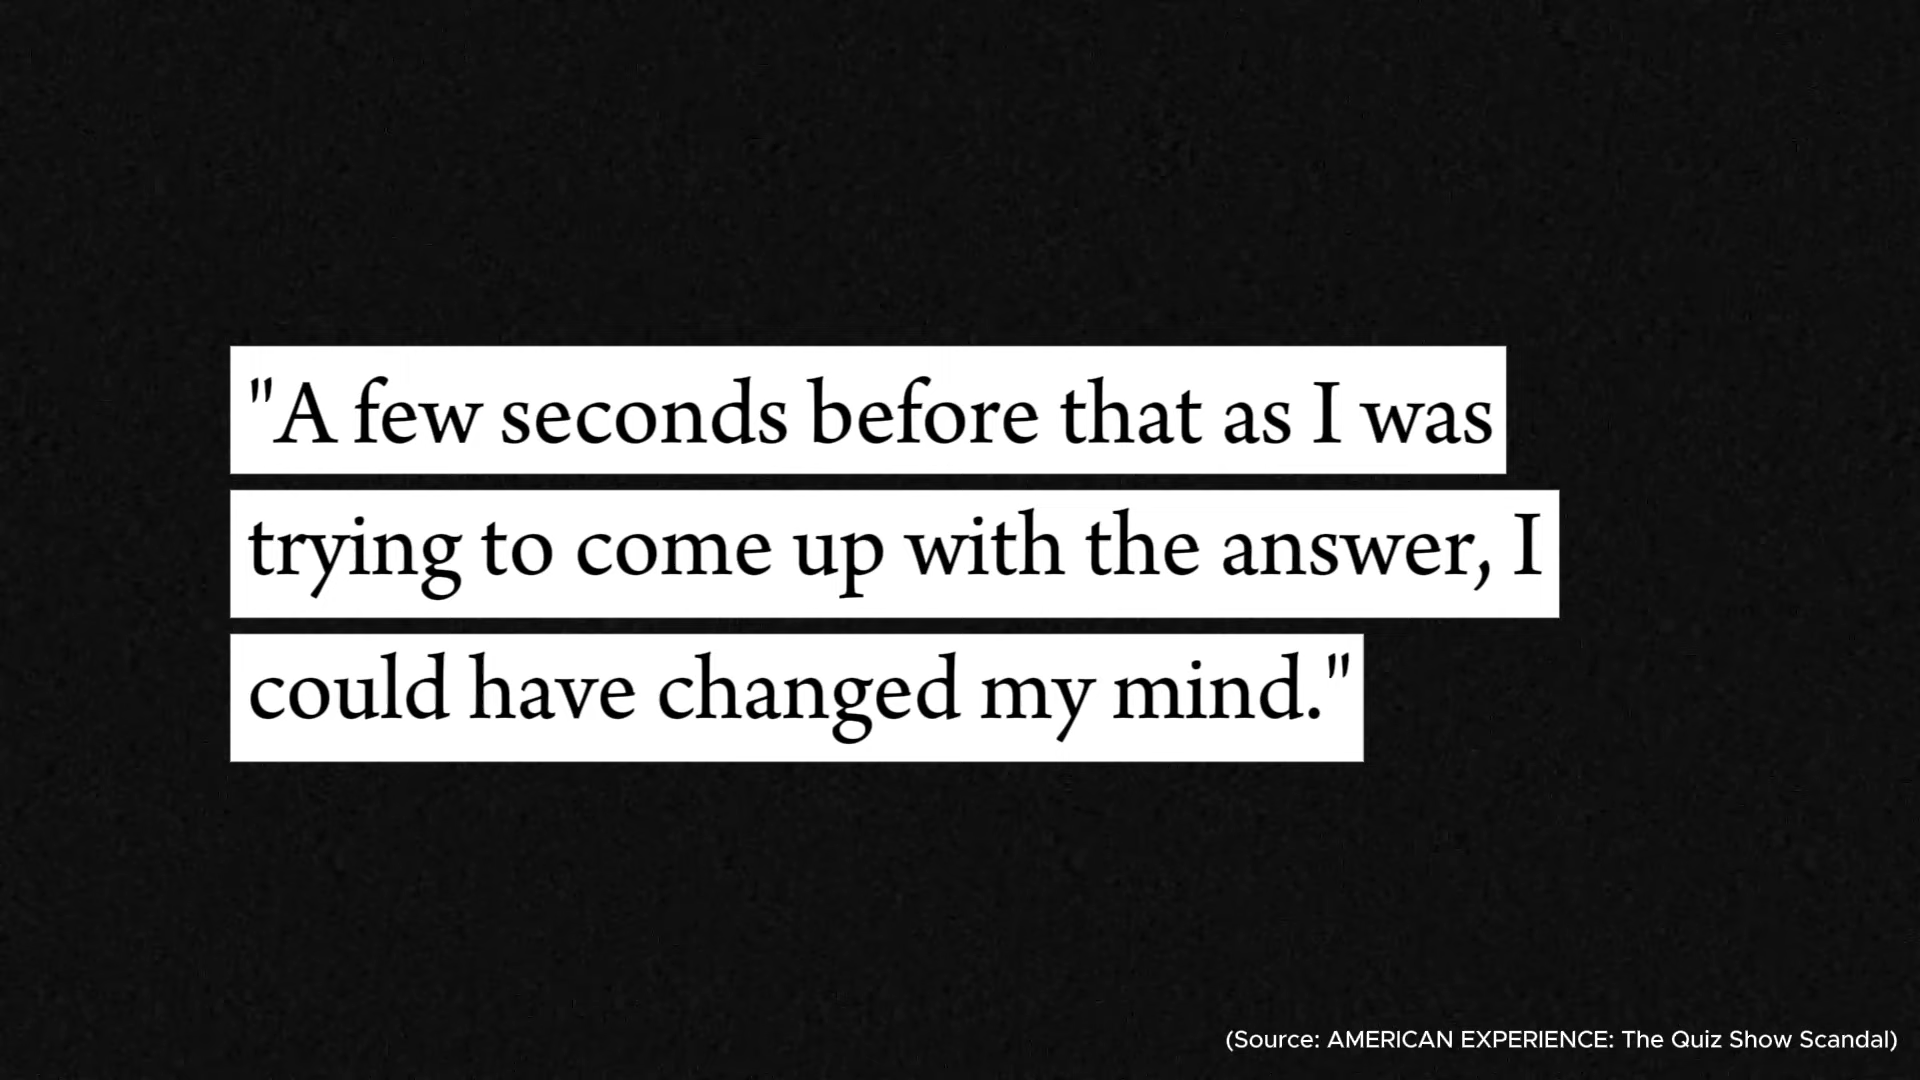 "A few seconds before that as I was
trying to come up with the answer, I
could have changed my mind."
(Source: AMERICAN EXPERIENCE: The Quiz Show Scandal)